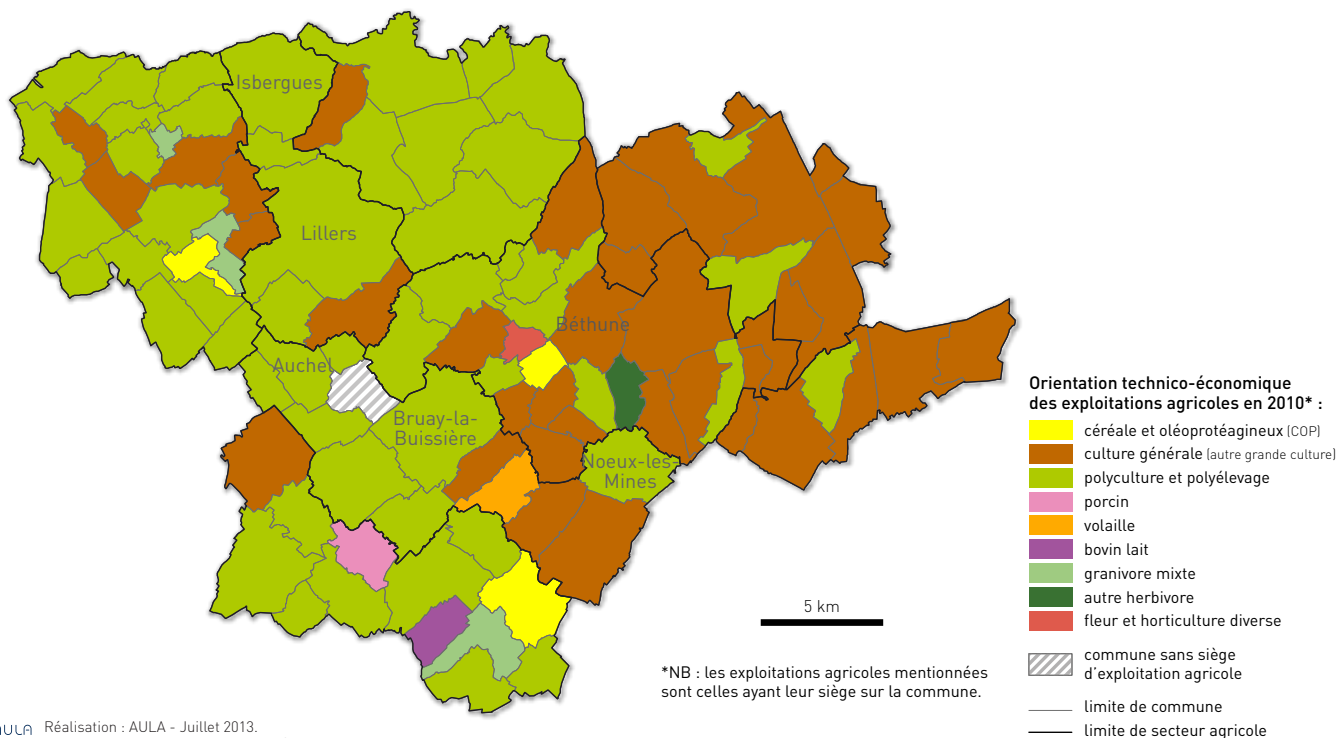 Isbergues
Lillers
Béthune
Auchel
Bruay-la-
Buissière
Noeux-les-
Mines
5 km
*NB : les exploitations agricoles mentionnées
sont celles ayant leur siège sur la commune.
Orientation technico-économique
des exploitations agricoles en 2010* :
céréale et oléoprotéagineux (COP)
culture générale (autre grande culture)
polyculture et polyélevage
porcin
volaille
bovin lait
granivore mixte
autre herbivore
fleur et horticulture diverse
commune sans siège
d'exploitation agricole
limite de commune
limite de secteur agricole
AULA Réalisation : AULA - Juillet 2013.